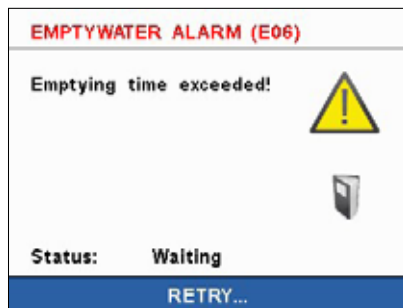 EMPTYWATER ALARM (E06)
Emptying time exceeded!
Status: Waiting
RETRY...